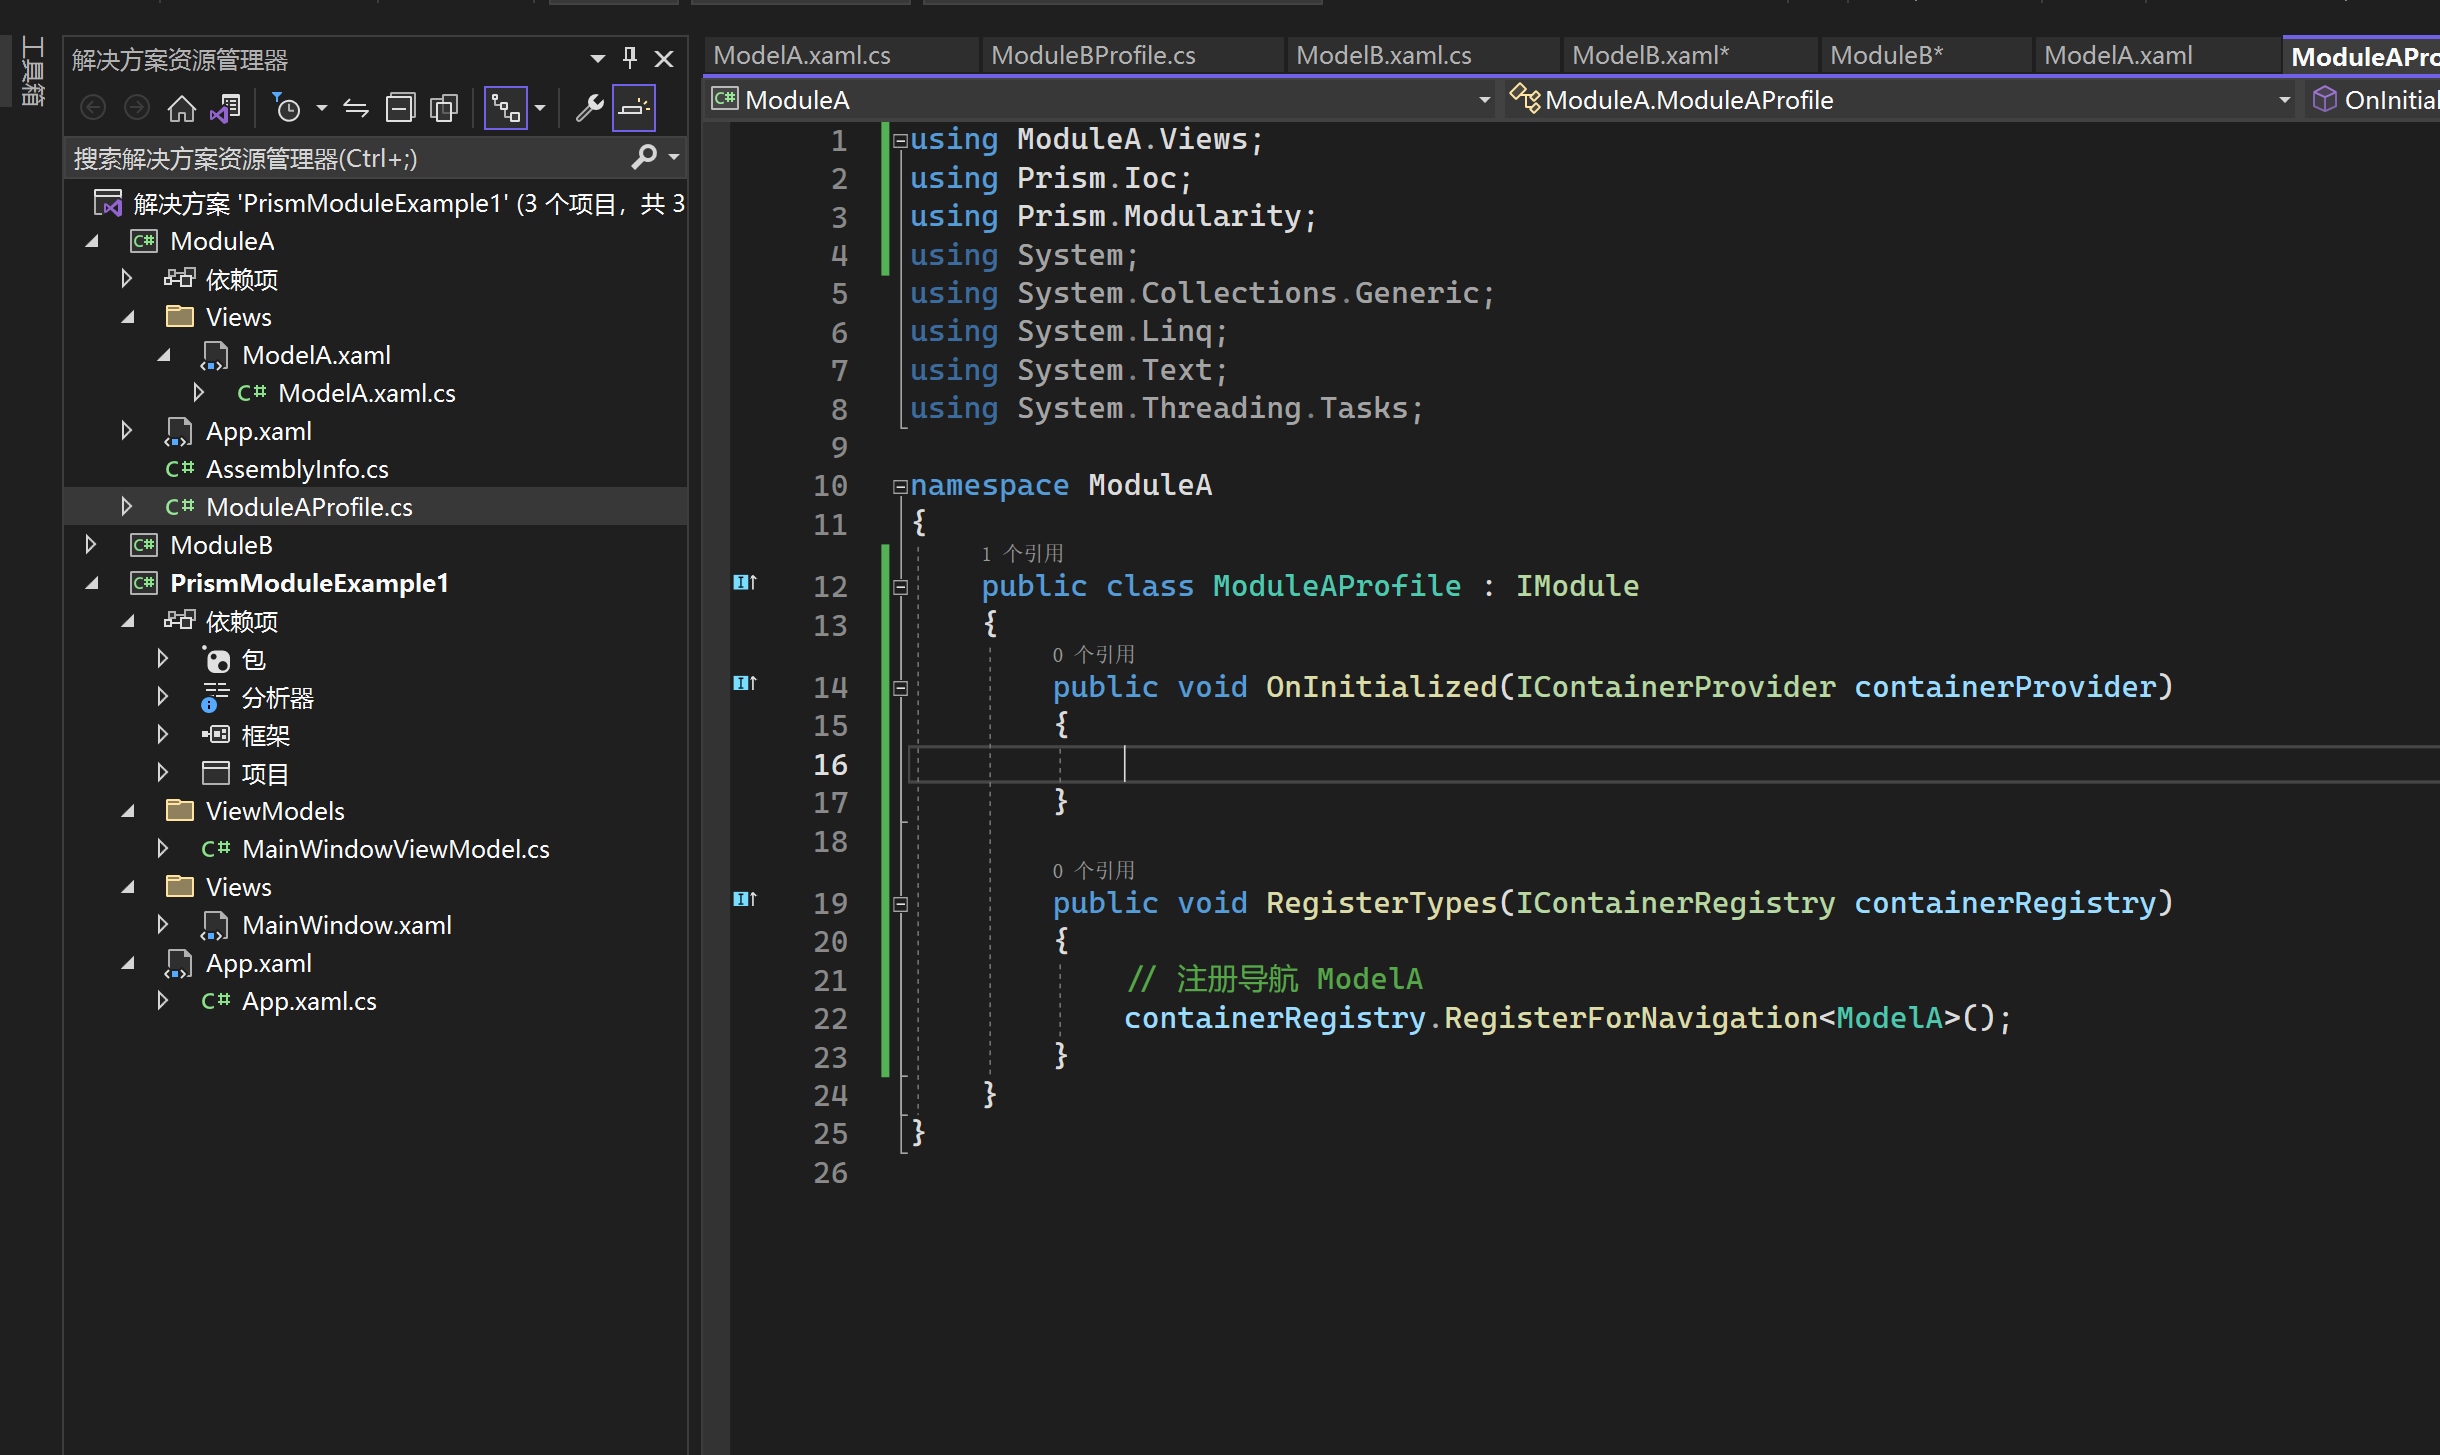 工具箱
解决方案资源管理器
搜索解决方案资源管理器(Ctrl+;)
解决方案 'PrismModuleExample1' (3 个项目，共 3
ModuleA
依赖项
Views
ModelA.xaml
ModelA.xaml.cs
App.xaml
AssemblyInfo.cs
ModuleAProfile.cs
ModuleB
PrismModuleExample1
依赖项
包
分析器
框架
项目
ViewModels
MainWindowViewModel.cs
Views
MainWindow.xaml
App.xaml
App.xaml.cs
ModelA.xaml.cs ModuleBProfile.cs ModelB.xaml.cs ModelB.xaml* ModuleB* ModelA.xaml ModuleAPro
ModuleA ModuleA.ModuleAProfile OnInitial
1 using ModuleA.Views;
2 using Prism.Ioc;
3 using Prism.Modularity;
4 using System;
5 using System.Collections.Generic;
6 using System.Linq;
7 using System.Text;
8 using System.Threading.Tasks;
9
10 namespace ModuleA
11 {
1 个引用
12 public class ModuleAProfile : IModule
13 {
0 个引用
14 public void OnInitialized(IContainerProvider containerProvider)
15 {
16
17 }
18
0 个引用
19 public void RegisterTypes(IContainerRegistry containerRegistry)
20 {
21 // 注册导航 ModelA
22 containerRegistry.RegisterForNavigation<ModelA>();
23 }
24 }
25 }
26